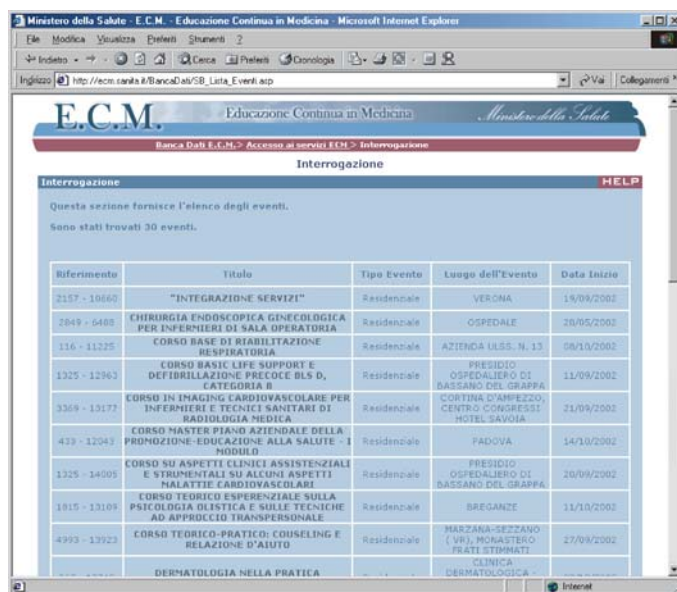 Ministero della Salute - E.C.M. - Educazione Continua in Medicina - Microsoft Internet Explorer
File Modifica Visualizza Preferiti Strumenti ?
Indietro Cerca Preferiti Cronologia
Indirizzo http://ecm.sanita.it/BancaDati/SB_Lista_Eventi.asp Vai Collegamenti
E.C.M. Educazione Continua in Medicina Ministero della Salute
Banca Dati E.C.M.> Accesso ai servizi ECM > Interrogazione
Interrogazione
Interrogazione HELP
Questa sezione fornisce l'elenco degli eventi.
Sono stati trovati 30 eventi.
Riferimento Titolo Tipo Evento Luogo dell'Evento Data Inizio
2157 - 10660 "INTEGRAZIONE SERVIZI" Residenziale VERONA 19/09/2002
CHIRURGIA ENDOSCOPICA GINECOLOGICA
2849 - 6488 PER INFERMIERI DI SALA OPERATORIA Residenziale OSPEDALE 20/05/2002
116 - 11225 CORSO BASE DI RIABILITAZIONE Residenziale AZIENDA ULSS. N. 13 08/10/2002
RESPIRATORIA
CORSO BASIC LIFE SUPPORT E PRESIDIO
1325 - 12963 DEFIBRILLAZIONE PRECOCE BLS D, Residenziale OSPEDALIERO DI 11/09/2002
CATEGORIA B BASSANO DEL GRAPPA
CORSO IN IMAGING CARDIOVASCOLARE PER CORTINA D'AMPEZZO,
3369 - 13177 INFERMIERI E TECNICI SANITARI DI Residenziale CENTRO CONGRESSI 21/09/2002
RADIOLOGIA MEDICA HOTEL SAVOIA
CORSO MASTER PIANO AZIENDALE DELLA
433 - 12043 PROMOZIONE-EDUCAZIONE ALLA SALUTE - I Residenziale PADOVA 14/10/2002
MODULO
CORSO SU ASPETTI CLINICI ASSISTENZIALI PRESIDIO
1325 - 14005 E STRUMENTALI SU ALCUNI ASPETTI Residenziale OSPEDALIERO DI 20/09/2002
MALATTIE CARDIOVASCOLARI BASSANO DEL GRAPPA
CORSO TEORICO ESPERENZIALE SULLA
1815 - 13109 PSICOLOGIA OLISTICA E SULLE TECNICHE Residenziale BREGANZE 11/10/2002
AD APPROCCIO TRANSPERSONALE
MARZANA-SEZZANO
4993 - 13923 CORSO TEORICO-PRATICO: COUSELING E Residenziale ( VR), MONASTERO 27/09/2002
RELAZIONE D'AIUTO FRATI STIMMATI
CLINICA
DERMATOLOGIA NELLA PRATICA DERMATOLOGICA -
Internet